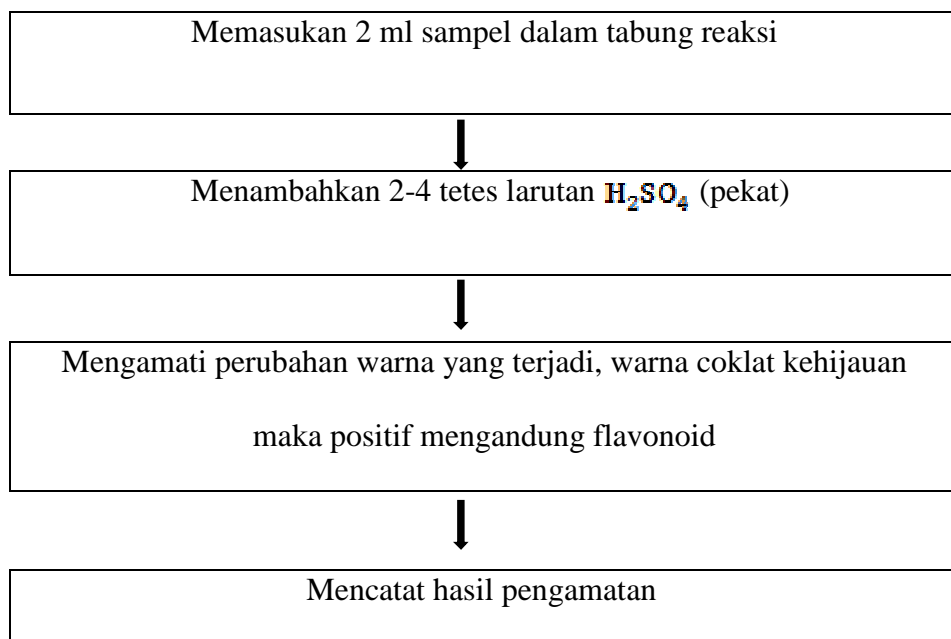 Memasukan 2 ml sampel dalam tabung reaksi
Menambahkan 2-4 tetes larutan H₂SO₄ (pekat)
Mengamati perubahan warna yang terjadi, warna coklat kehijauan
maka positif mengandung flavonoid
Mencatat hasil pengamatan